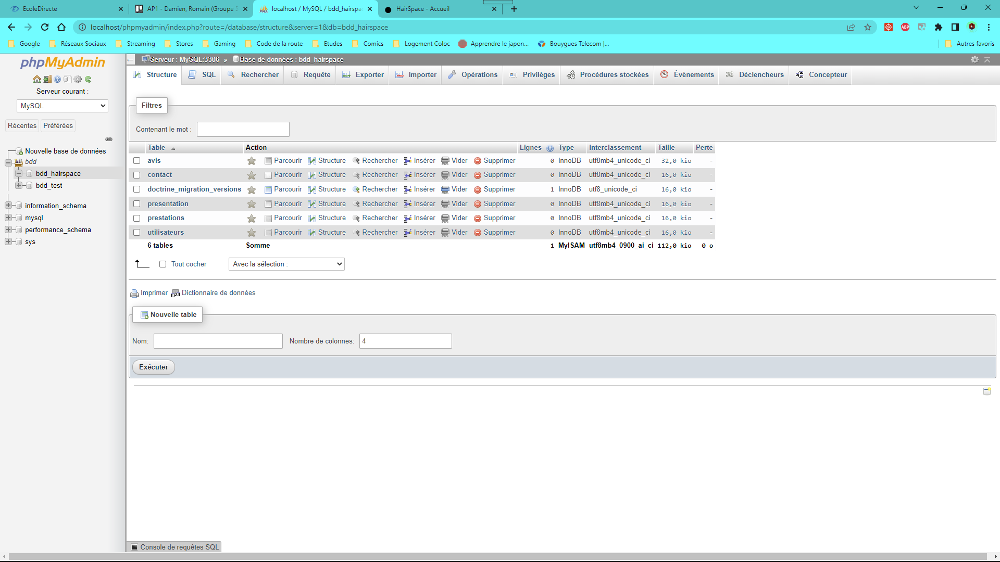 EcoleDirecte
AP1 - Damien, Romain (Groupe 5
localhost / MySQL / bdd_hairspa
HairSpace - Accueil
localhost/phpmyadmin/index.php?route=/database/structure&server=1&db=bdd_hairspace
Google Réseaux Sociaux Streaming Stores Gaming Code de la route Etudes Comics Logement Coloc Apprendre le japon... Bouygues Telecom |... Autres favoris
phpMyAdmin
Serveur courant :
MySQL
Récentes Préférées
Nouvelle base de données
bdd
bdd_hairspace
bdd_test
information_schema
mysql
performance_schema
sys
Serveur : MySQL:3306 » Base de données : bdd_hairspace
Structure SQL Rechercher Requête Exporter Importer Opérations Privilèges Procédures stockées Évènements Déclencheurs Concepteur
Filtres
Contenant le mot :
Table Action Lignes Type Interclassement Taille Perte
avis Parcourir Structure Rechercher Insérer Vider Supprimer 0 InnoDB utf8mb4_unicode_ci 32,0 kio -
contact Parcourir Structure Rechercher Insérer Vider Supprimer 0 InnoDB utf8mb4_unicode_ci 16,0 kio -
doctrine_migration_versions Parcourir Structure Rechercher Insérer Vider Supprimer 1 InnoDB utf8_unicode_ci 16,0 kio -
presentation Parcourir Structure Rechercher Insérer Vider Supprimer 0 InnoDB utf8mb4_unicode_ci 16,0 kio -
prestations Parcourir Structure Rechercher Insérer Vider Supprimer 0 InnoDB utf8mb4_unicode_ci 16,0 kio -
utilisateurs Parcourir Structure Rechercher Insérer Vider Supprimer 0 InnoDB utf8mb4_unicode_ci 16,0 kio -
6 tables Somme 1 MyISAM utf8mb4_0900_ai_ci 112,0 kio 0 o
Tout cocher Avec la sélection :
Imprimer Dictionnaire de données
Nouvelle table
Nom: Nombre de colonnes: 4
Exécuter
Console de requêtes SQL